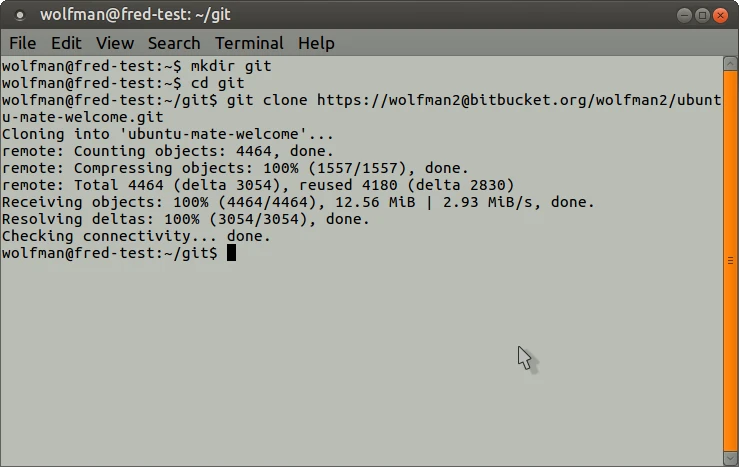 wolfman@fred-test: ~/git
File Edit View Search Terminal Help
wolfman@fred-test:~$ mkdir git
wolfman@fred-test:~$ cd git
wolfman@fred-test:~/git$ git clone https://wolfman2@bitbucket.org/wolfman2/ubunt
u-mate-welcome.git
Cloning into 'ubuntu-mate-welcome'...
remote: Counting objects: 4464, done.
remote: Compressing objects: 100% (1557/1557), done.
remote: Total 4464 (delta 3054), reused 4180 (delta 2830)
Receiving objects: 100% (4464/4464), 12.56 MiB | 2.93 MiB/s, done.
Resolving deltas: 100% (3054/3054), done.
Checking connectivity... done.
wolfman@fred-test:~/git$